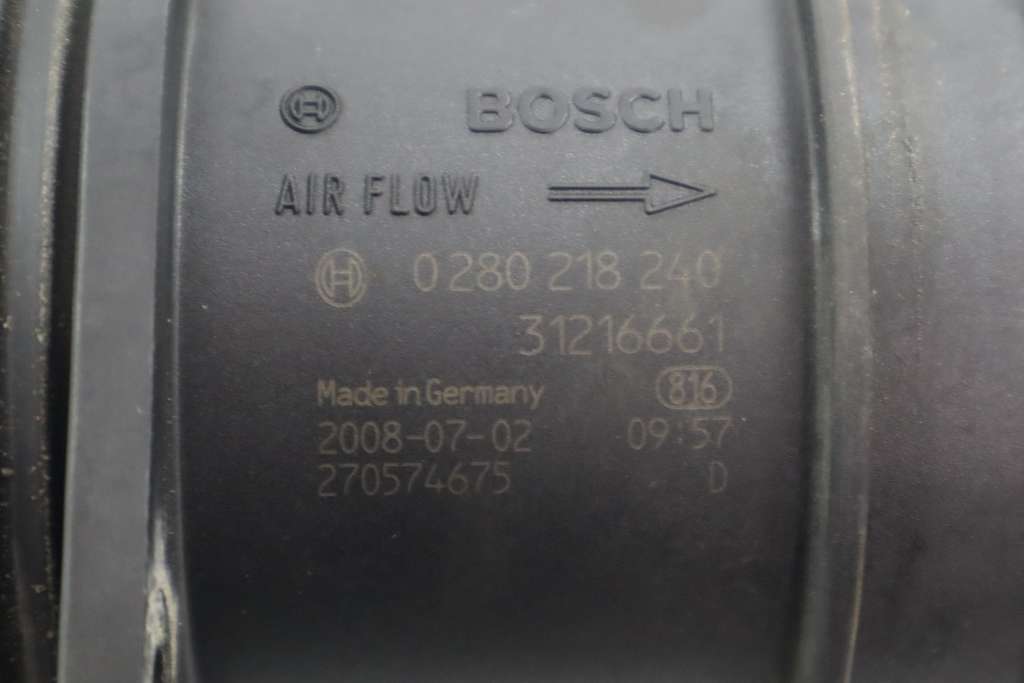 BOSCH
AIR FLOW
0 280 218 240
31216661
Made in Germany 816
2008-07-02 09:57
270574675 D